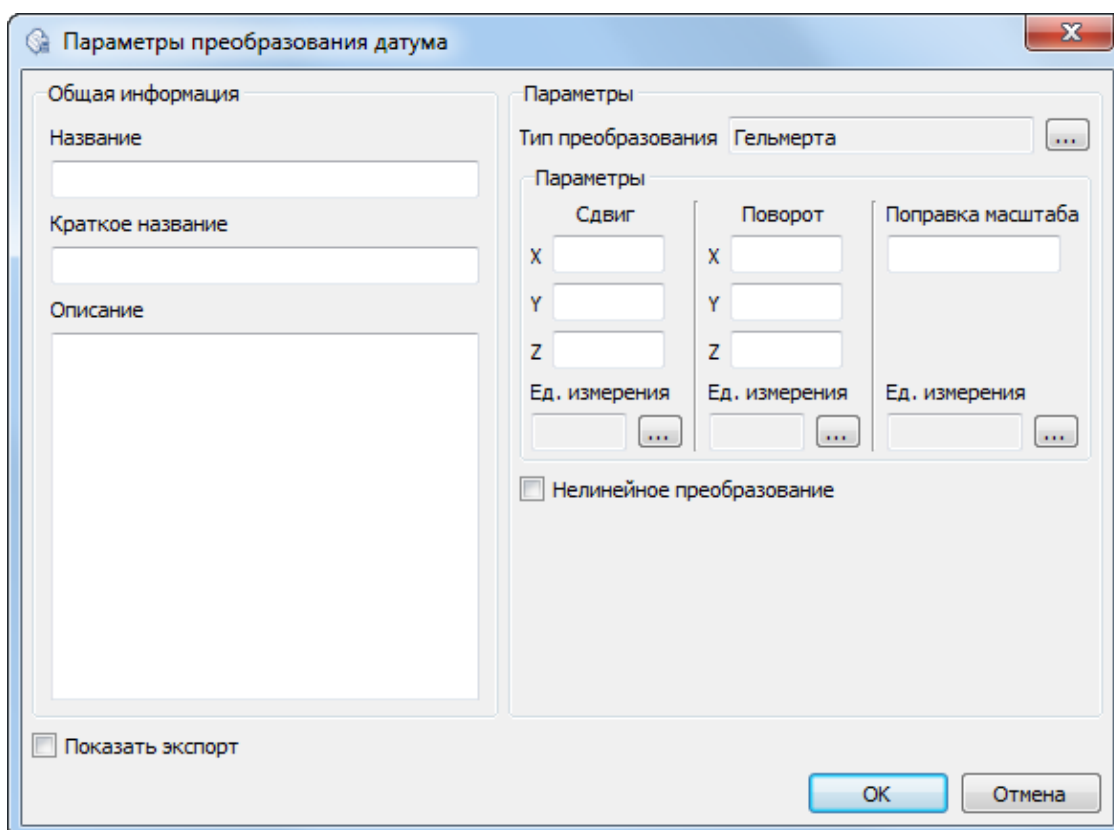 Параметры преобразования датума
Общая информация
Название
Краткое название
Описание
Параметры
Тип преобразования Гельмерта ...
Параметры
Сдвиг Поворот Поправка масштаба
X X
Y Y
Z Z
Ед. измерения Ед. измерения Ед. измерения
... ... ...
Нелинейное преобразование
Показать экспорт
OK Отмена